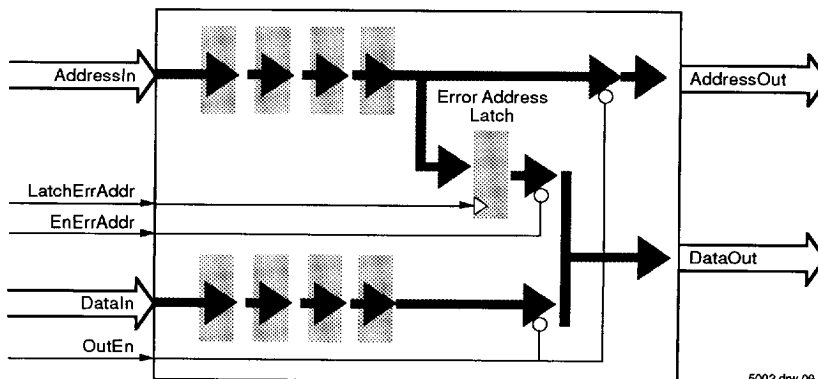 AddressIn
AddressOut
Error Address
Latch
LatchErrAddr
EnErrAddr
DataOut
DataIn
OutEn